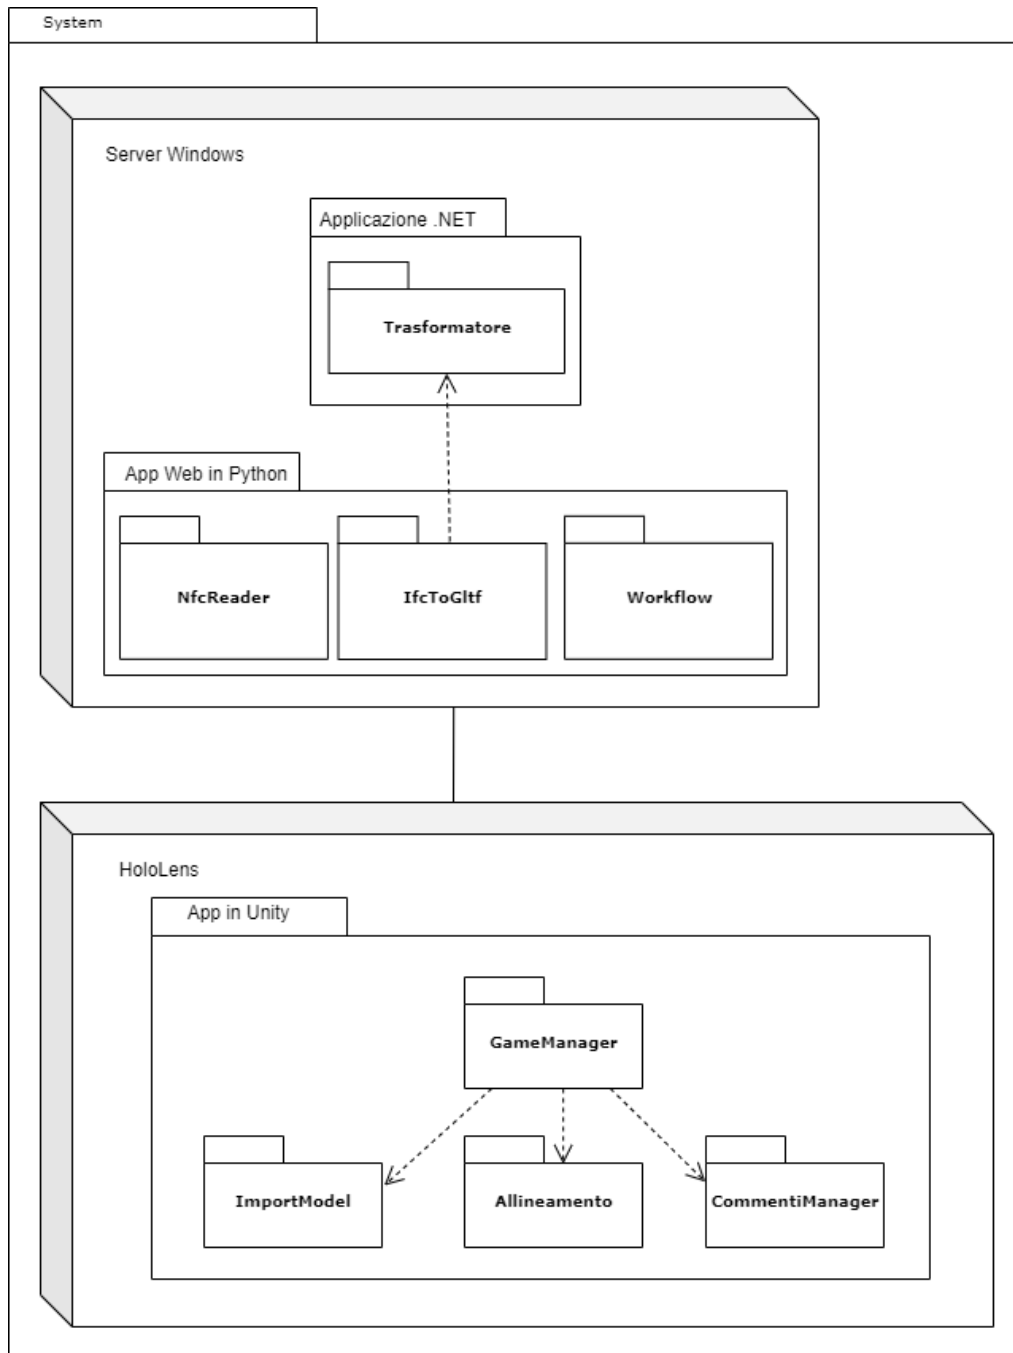 System
Server Windows
Applicazione .NET
Trasformatore
App Web in Python
NfcReader
IfcToGltf
Workflow
HoloLens
App in Unity
GameManager
ImportModel
Allineamento
CommentiManager